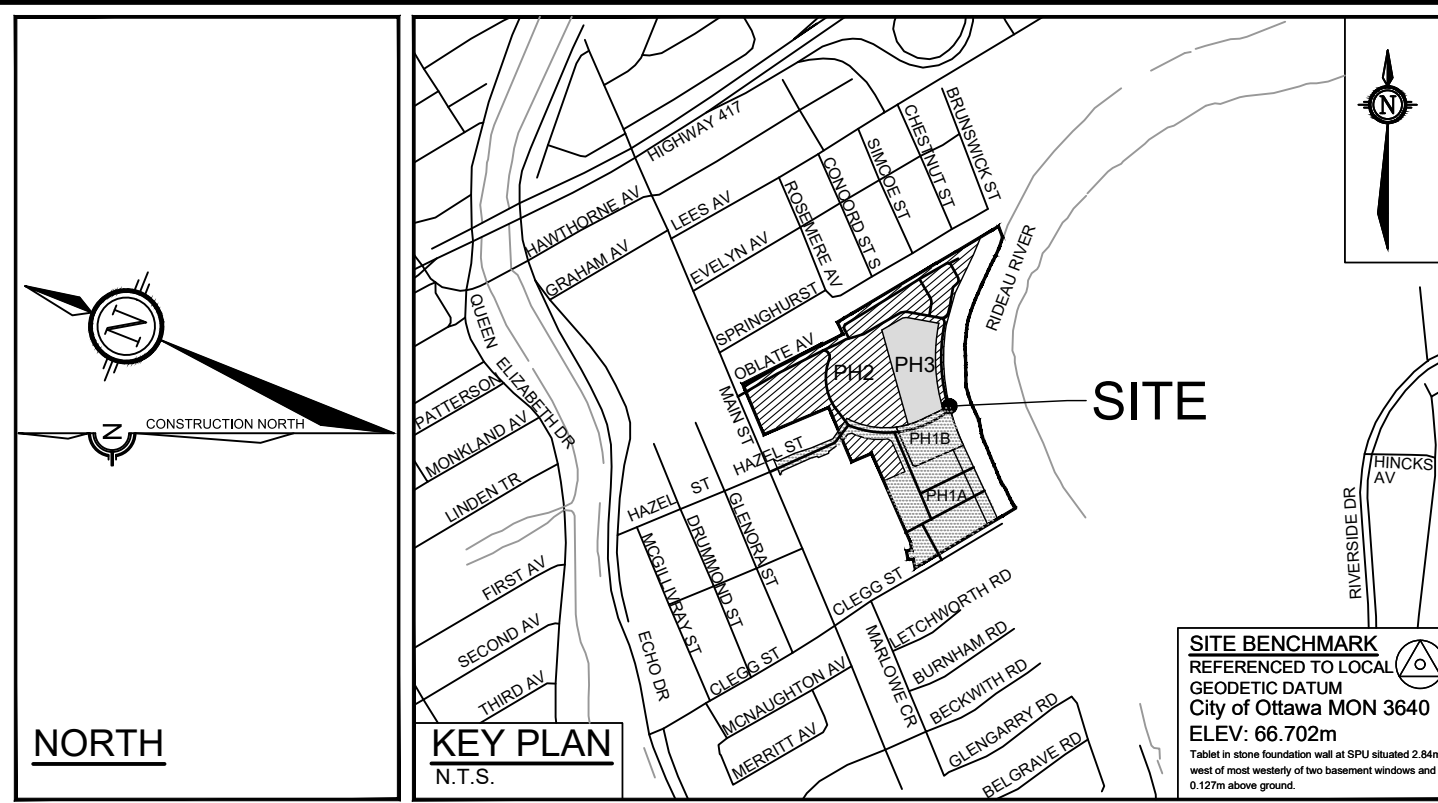 N
N
CONSTRUCTION NORTH
NORTH
HIGHWAY 417
HAWTHORNE AV
GRAHAM AV
LEES AV
EVELYN AV
ROSEMERE AV
CONCORD ST S
SIMCOE ST
CHESTNUT ST
BRUNSWICK ST
SPRINGHURST
OBLATE AV
QUEEN ELIZABETH DR
MAIN ST
RIDEAU RIVER
PH2
PH3
PH1B
PH1A
SITE
PATTERSON
MONKLAND AV
LINDEN TR
HAZEL ST
HAZEL ST
GLENORA ST
DRUMMOND ST
MCGILLIVRAY ST
FIRST AV
SECOND AV
THIRD AV
ECHO DR
CLEGG ST
CLEGG ST
MCNAUGHTON AV
MERRITT AV
MARLOWE CR
LETCHWORTH RD
BURNHAM RD
BECKWITH RD
GLENGARRY RD
BELGRAVE RD
KEY PLAN
N.T.S.
N
HINCKS
AV
RIVERSIDE DR
SITE BENCHMARK
REFERENCED TO LOCAL
GEODETIC DATUM
City of Ottawa MON 3640
ELEV: 66.702m
Tablet in stone foundation wall at SPU situated 2.84m
west of most westerly of two basement windows and
0.127m above ground.